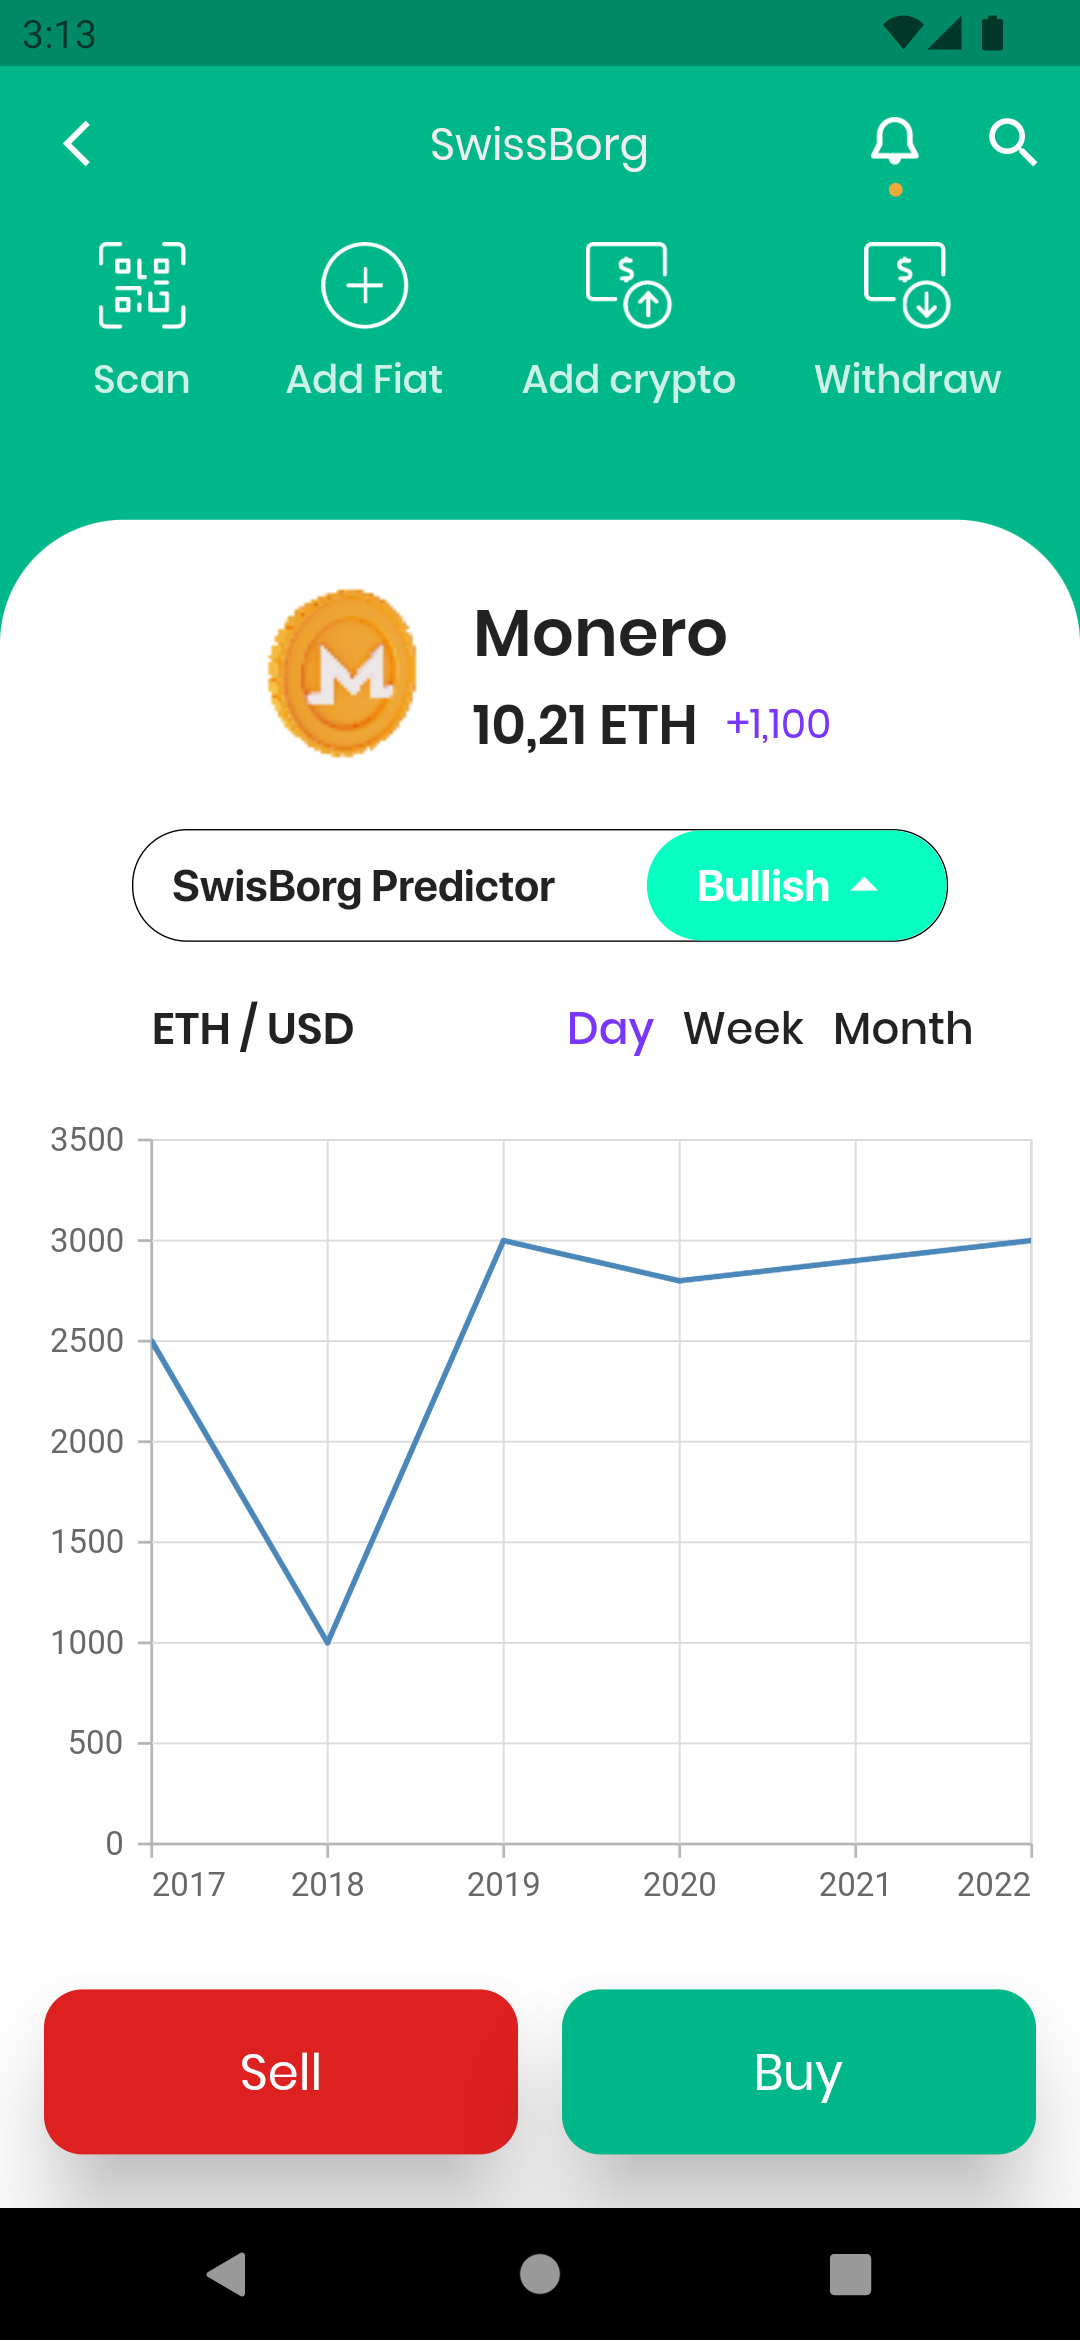 3:13
SwissBorg
Scan
Add Fiat
Add crypto
Withdraw
Monero
10,21 ETH +1,100
SwisBorg Predictor
Bullish
ETH / USD
Day Week Month
3500
3000
2500
2000
1500
1000
500
0
2017 2018 2019 2020 2021 2022
Sell
Buy